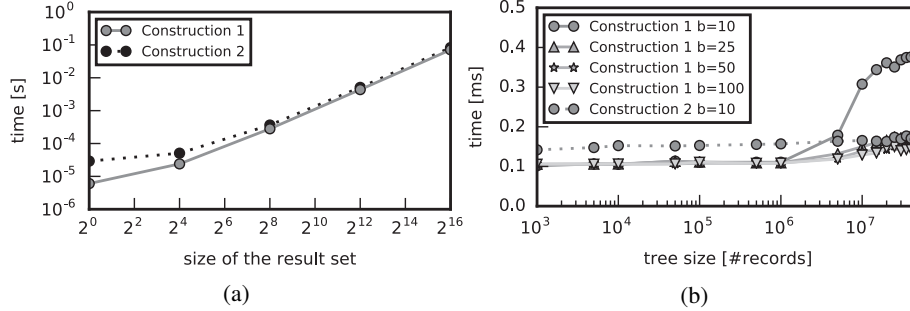 10^0
10^-1
10^-2
10^-3
10^-4
10^-5
10^-6
time [s]
Construction 1
Construction 2
2^0 2^2 2^4 2^6 2^8 2^10 2^12 2^14 2^16
size of the result set
(a)
0.5
0.4
0.3
0.2
0.1
0.0
time [ms]
Construction 1 b=10
Construction 1 b=25
Construction 1 b=50
Construction 1 b=100
Construction 2 b=10
10^3 10^4 10^5 10^6 10^7
tree size [#records]
(b)